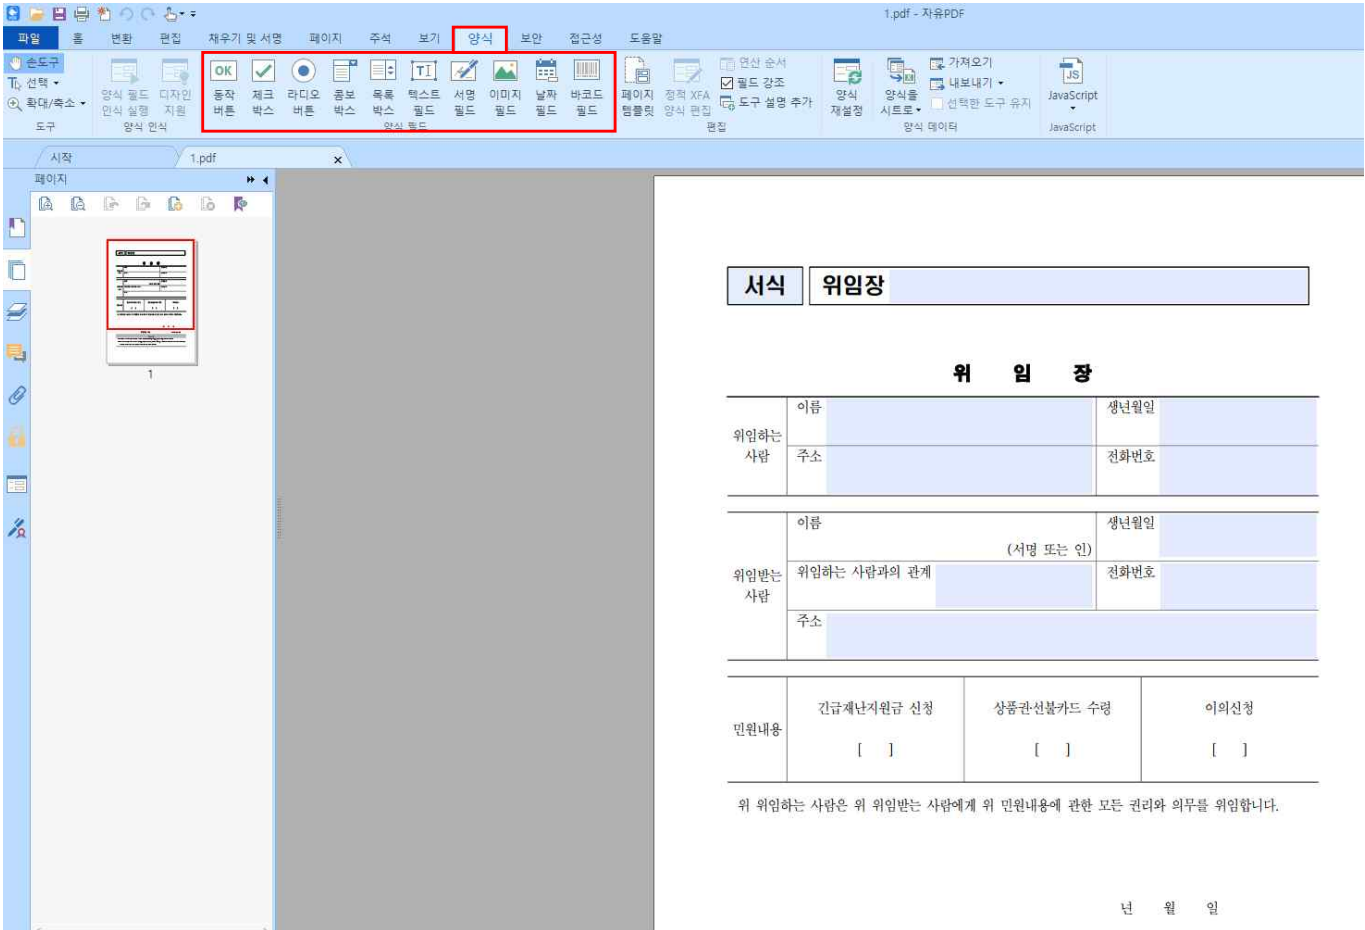 1.pdf - 자유PDF
파일 홈 변환 편집 채우기 및 서명 페이지 주석 보기 양식 보안 접근성 도움말
손도구
선택
확대/축소
도구
양식 필드 인식 실행
디자인 지원
양식 인식
OK
동작 버튼
체크 박스
라디오 버튼
콤보 박스
목록 박스
텍스트 필드
서명 필드
이미지 필드
날짜 필드
바코드 필드
양식 필드
페이지 템플릿
정적 XFA 양식 편집
연산 순서
필드 강조
도구 설명 추가
편집
양식 재설정
양식을 시트로
가져오기
내보내기
선택한 도구 유지
양식 데이터
JS
JavaScript
JavaScript
시작 1.pdf x
페이지
1
서식 위임장
위 임 장
위임하는 사람
이름 생년월일
주소 전화번호
위임받는 사람
이름 (서명 또는 인) 생년월일
위임하는 사람과의 관계 전화번호
주소
민원내용
긴급재난지원금 신청 상품권·선불카드 수령 이의신청
[ ] [ ] [ ]
위 위임하는 사람은 위 위임받는 사람에게 위 민원내용에 관한 모든 권리와 의무를 위임합니다.
년 월 일